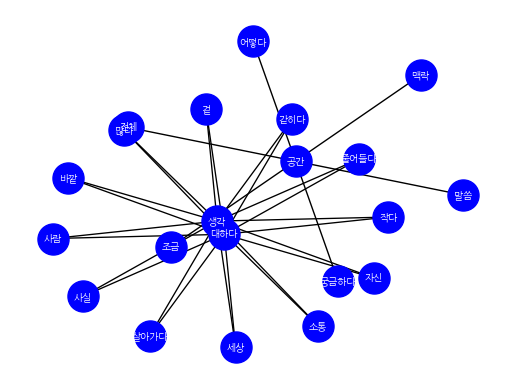 어떻다
맥락
겉
갇히다
전체
많다
공간
줄어들다
바깥
말씀
작다
생각
대하다
사람
조금
자신
궁금하다
사실
소통
살아가다
세상